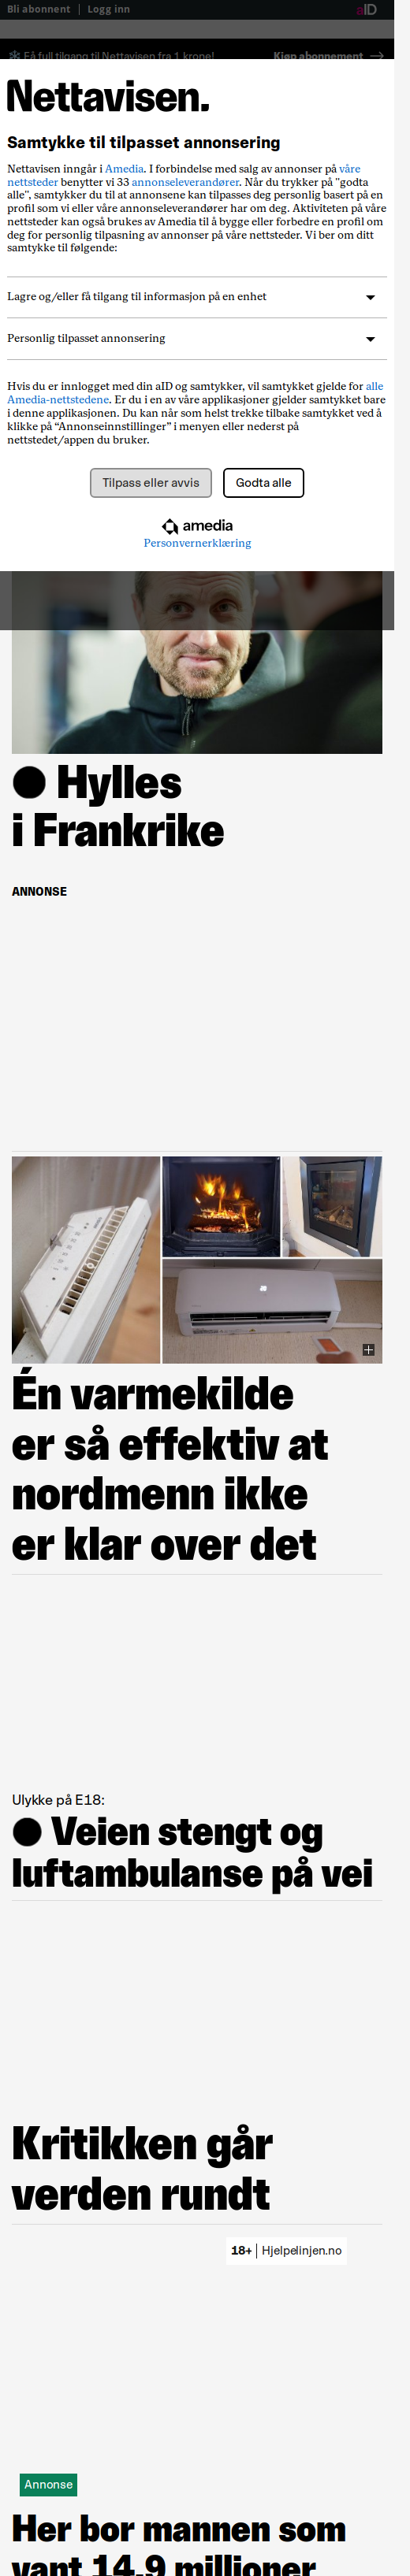 Bli abonnent | Logg inn
aID
Få full tilgang til Nettavisen fra 1 krone!
Kjøp abonnement
Nettavisen.
Samtykke til tilpasset annonsering
Nettavisen inngår i Amedia. I forbindelse med salg av annonser på våre
nettsteder benytter vi 33 annonseleverandører. Når du trykker på "godta
alle", samtykker du til at annonsene kan tilpasses deg personlig basert på en
profil som vi eller våre annonseleverandører har om deg. Aktiviteten på våre
nettsteder kan også brukes av Amedia til å bygge eller forbedre en profil om
deg for personlig tilpasning av annonser på våre nettsteder. Vi ber om ditt
samtykke til følgende:
Lagre og/eller få tilgang til informasjon på en enhet
Personlig tilpasset annonsering
Hvis du er innlogget med din aID og samtykker, vil samtykket gjelde for alle
Amedia-nettstedene. Er du i en av våre applikasjoner gjelder samtykket bare
i denne applikasjonen. Du kan når som helst trekke tilbake samtykket ved å
klikke på “Annonseinnstillinger” i menyen eller nederst på
nettstedet/appen du bruker.
Tilpass eller avvis
Godta alle
amedia
Personvernerklæring
Hylles
i Frankrike
ANNONSE
Én varmekilde
er så effektiv at
nordmenn ikke
er klar over det
Ulykke på E18:
Veien stengt og
luftambulanse på vei
Kritikken går
verden rundt
18+ | Hjelpelinjen.no
Annonse
Her bor mannen som
vant 14,9 millioner